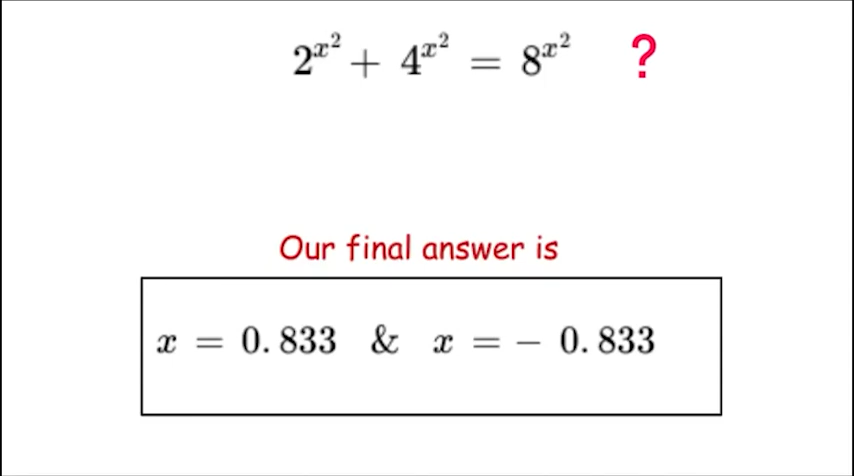 2^{x^2} + 4^{x^2} = 8^{x^2} ?
Our final answer is
x = 0.833 & x = - 0.833